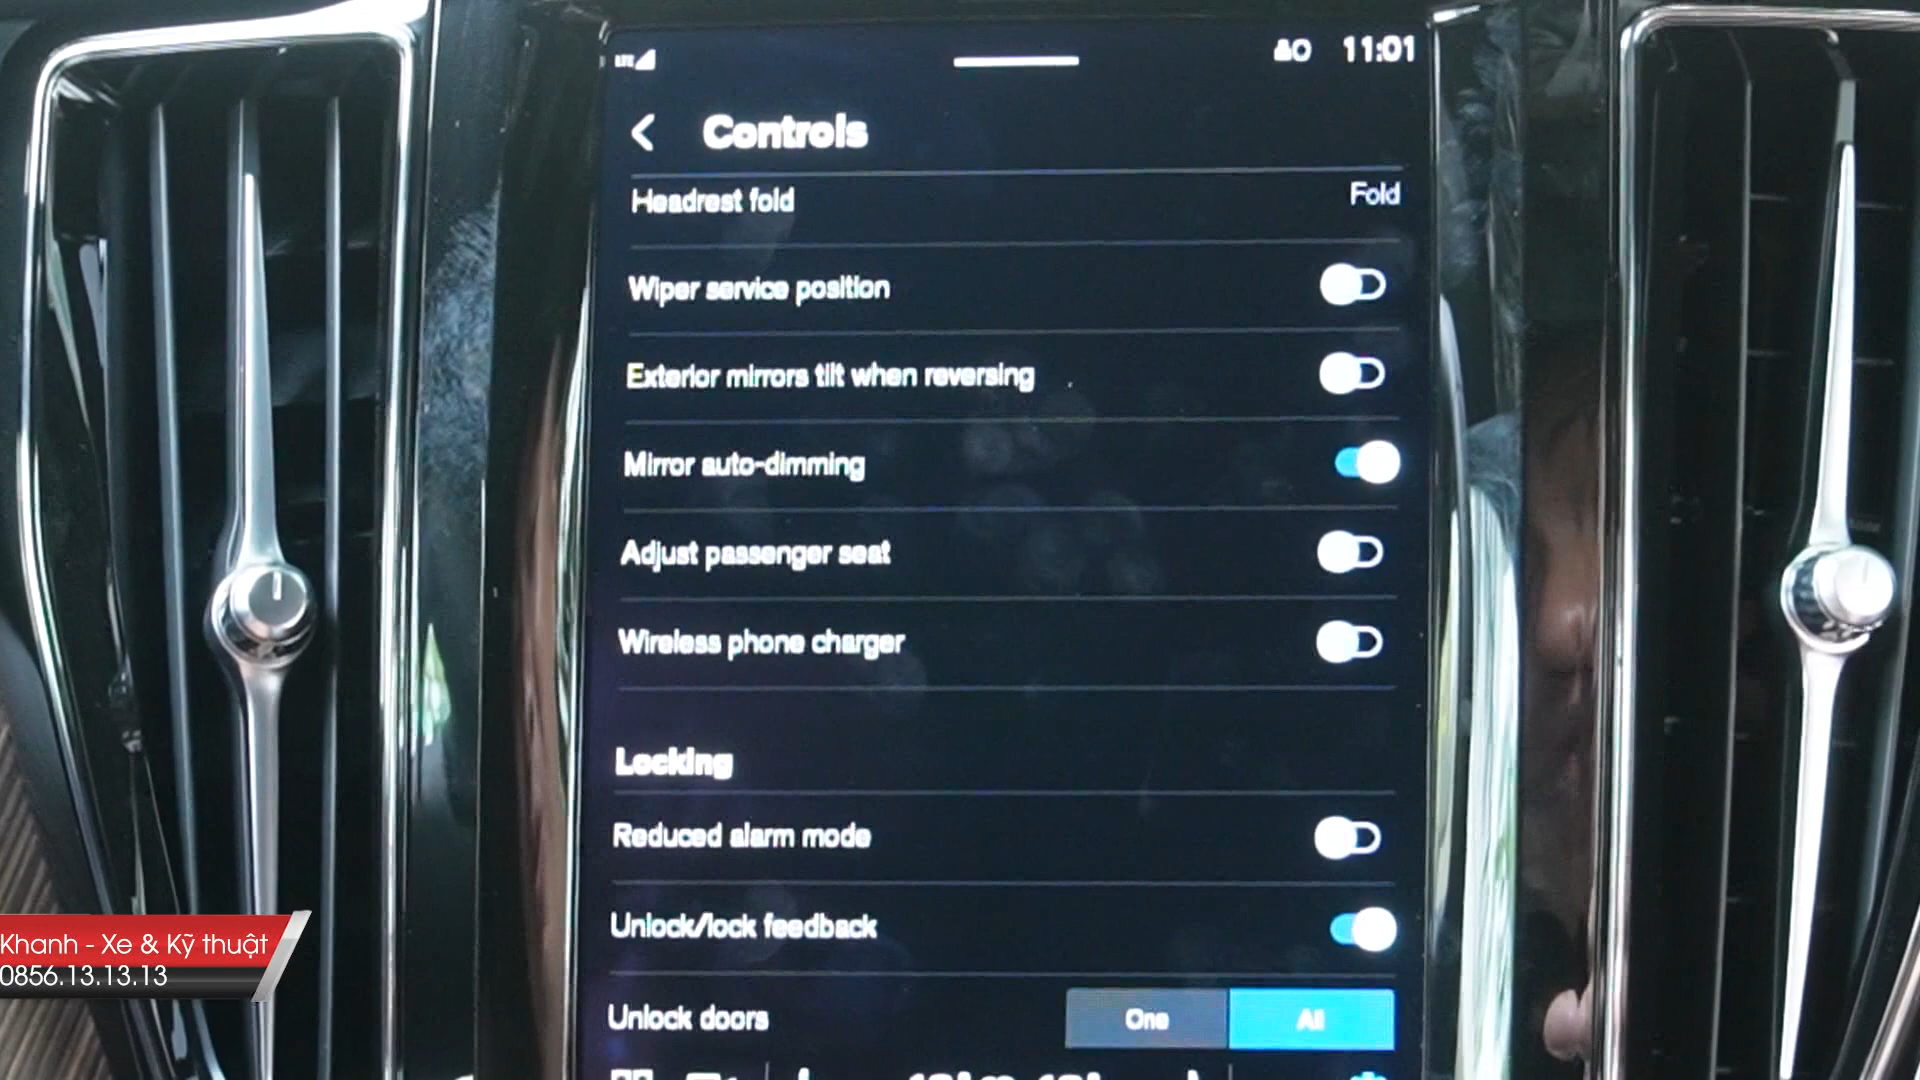 LTE
11:01
Controls
Headrest fold
Fold
Wiper service position
Exterior mirrors tilt when reversing
Mirror auto-dimming
Adjust passenger seat
Wireless phone charger
Locking
Reduced alarm mode
Unlock/lock feedback
Unlock doors
One
All
Khanh - Xe & Kỹ thuật
0856.13.13.13